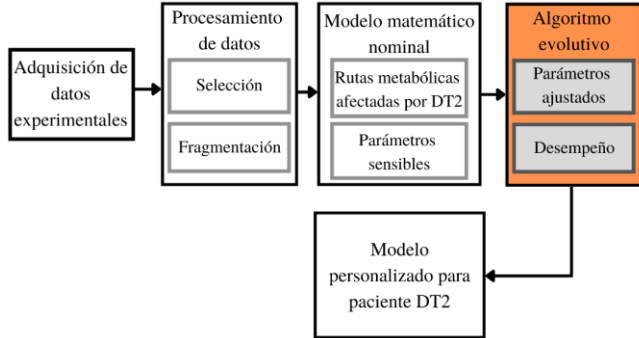 Adquisición de
datos
experimentales
Procesamiento
de datos
Selección
Fragmentación
Modelo matemático
nominal
Rutas metabólicas
afectadas por DT2
Parámetros
sensibles
Algoritmo
evolutivo
Parámetros
ajustados
Desempeño
Modelo
personalizado para
paciente DT2